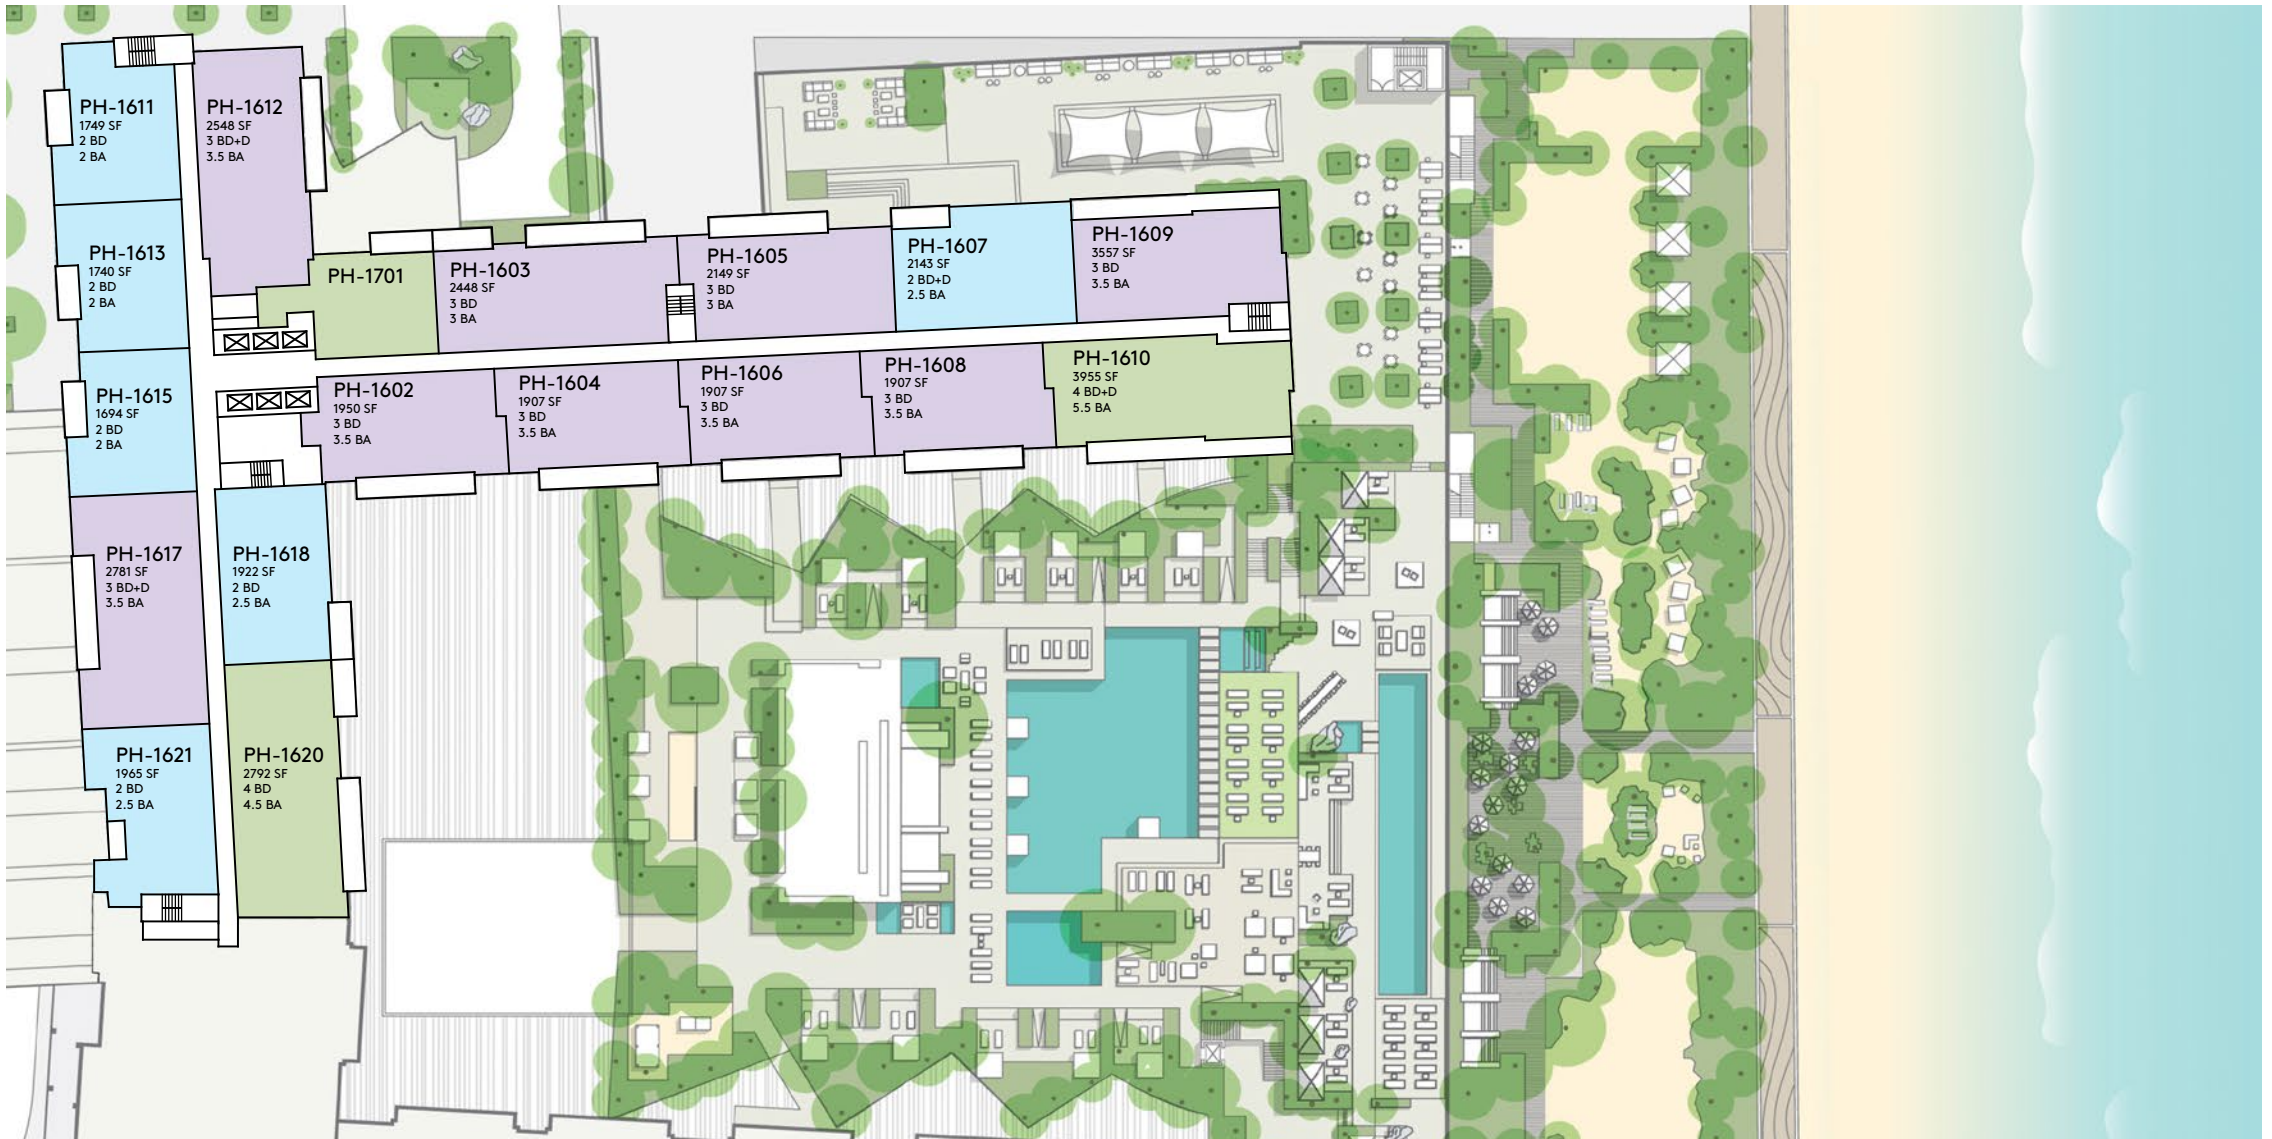 PH-1611
1749 SF
2 BD
2 BA
PH-1612
2548 SF
3 BD+D
3.5 BA
PH-1613
1740 SF
2 BD
2 BA
PH-1701
PH-1603
2448 SF
3 BD
3 BA
PH-1605
2149 SF
3 BD
3 BA
PH-1607
2143 SF
2 BD+D
2.5 BA
PH-1609
3557 SF
3 BD
3.5 BA
PH-1615
1694 SF
2 BD
2 BA
PH-1602
1950 SF
3 BD
3.5 BA
PH-1604
1907 SF
3 BD
3.5 BA
PH-1606
1907 SF
3 BD
3.5 BA
PH-1608
1907 SF
3 BD
3.5 BA
PH-1610
3955 SF
4 BD+D
5.5 BA
PH-1617
2781 SF
3 BD+D
3.5 BA
PH-1618
1922 SF
2 BD
2.5 BA
PH-1621
1965 SF
2 BD
2.5 BA
PH-1620
2792 SF
4 BD
4.5 BA